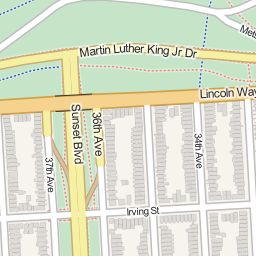 Martin Luther King Jr. Dr
Lincoln Way
Sunset Blvd
36th Ave
34th Ave
37th Ave
Irving St